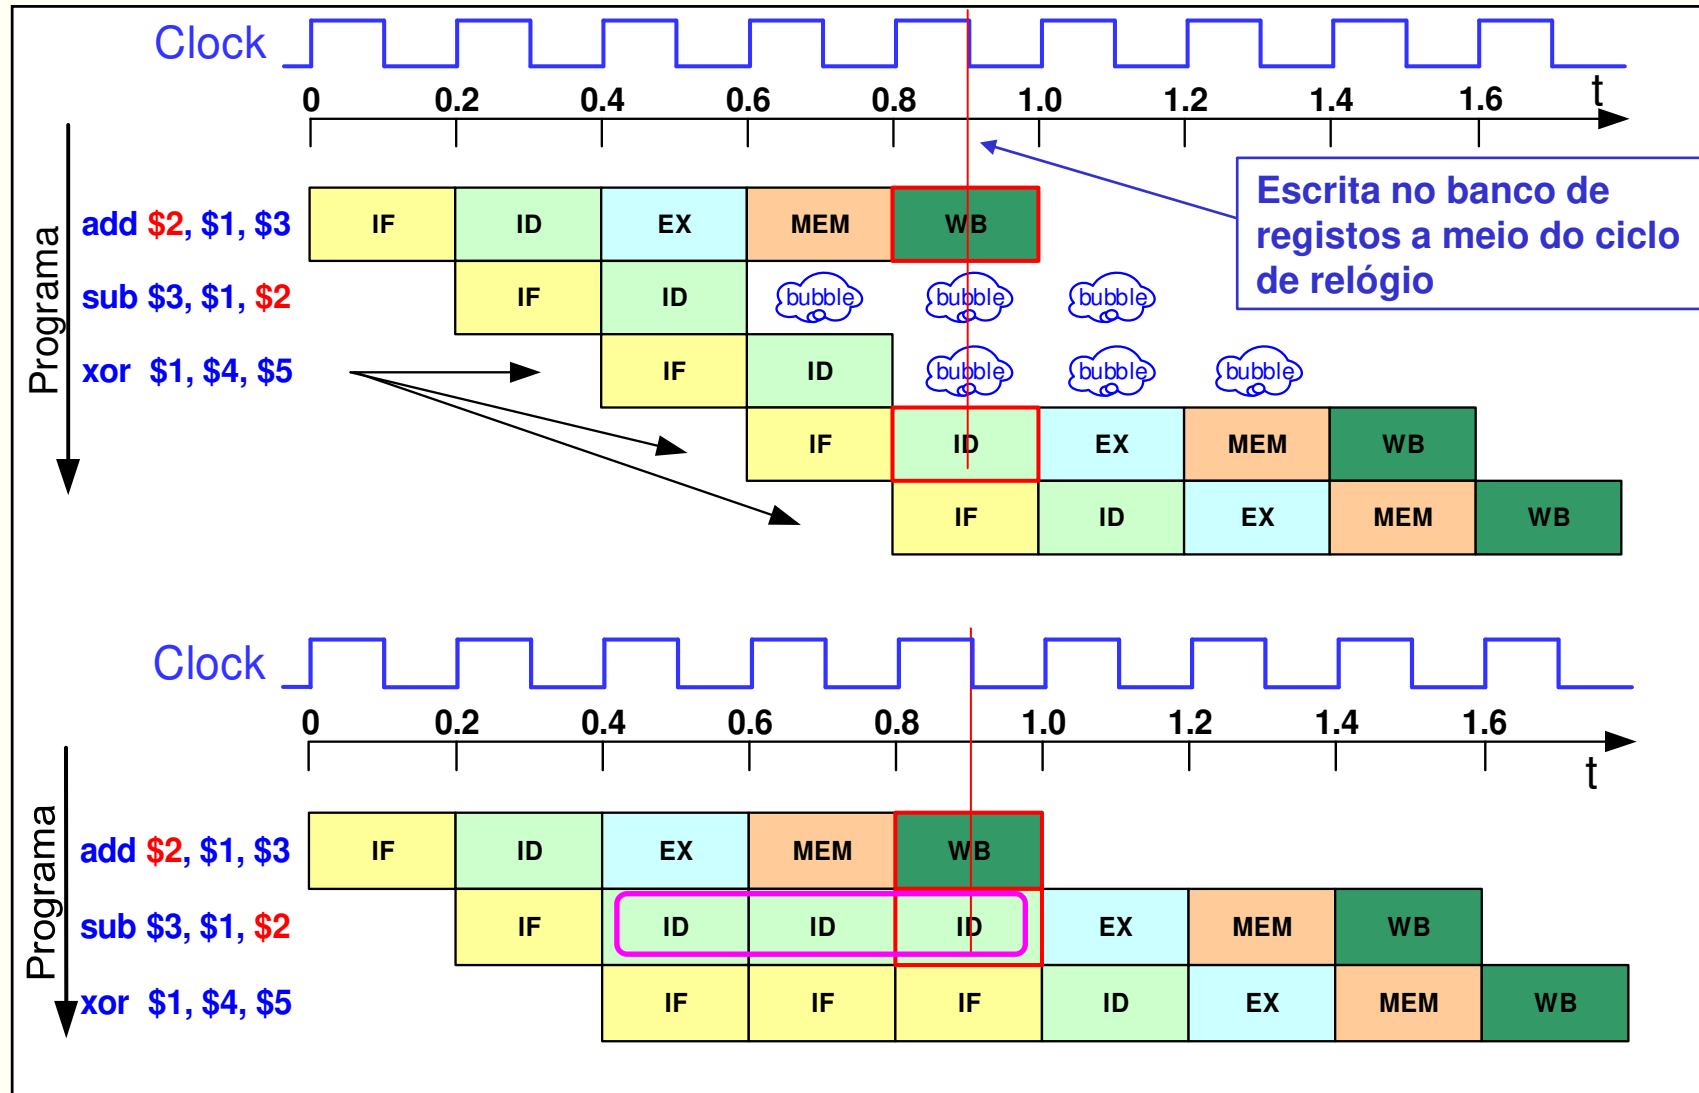 Clock
0 0.2 0.4 0.6 0.8 1.0 1.2 1.4 1.6 t
Escrita no banco de
registos a meio do ciclo
de relógio
Programa
add $2, $1, $3 IF ID EX MEM WB
sub $3, $1, $2 IF ID bubble bubble bubble
xor $1, $4, $5 IF ID bubble bubble bubble
IF ID EX MEM WB
IF ID EX MEM WB
Clock
0 0.2 0.4 0.6 0.8 1.0 1.2 1.4 1.6
t
Programa
add $2, $1, $3 IF ID EX MEM WB
sub $3, $1, $2 IF ID ID ID EX MEM WB
xor $1, $4, $5 IF IF IF ID EX MEM WB